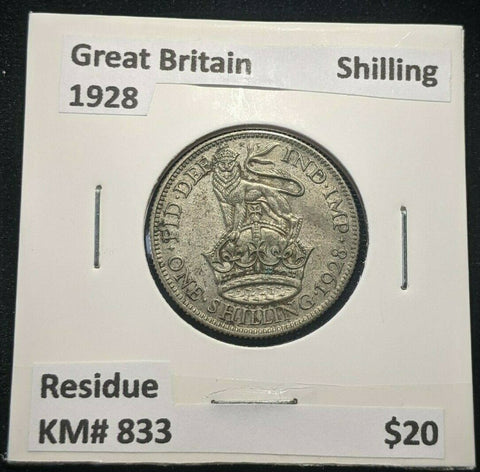 Great Britain Shilling
1928
FID·DEF IND·IMP·
ONE·SHILLING·1928·
Residue
KM# 833 $20